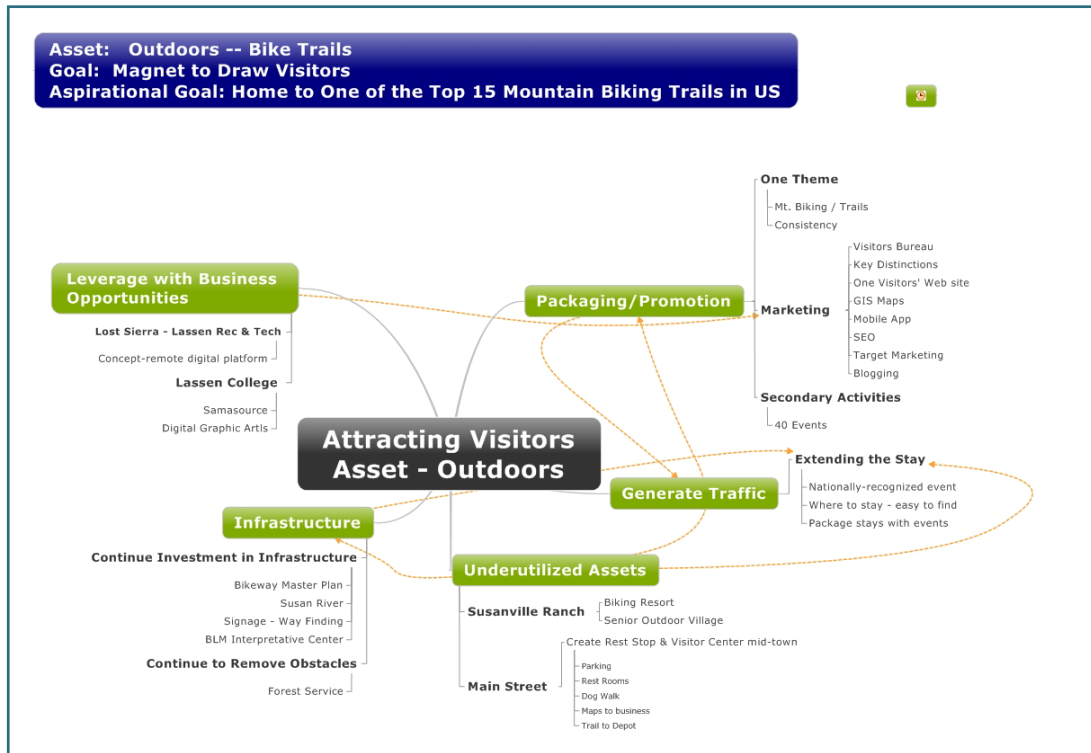 Asset:   Outdoors -- Bike Trails
Goal:  Magnet to Draw Visitors
Aspirational Goal: Home to One of the Top 15 Mountain Biking Trails in US
Leverage with Business
Opportunities
Lost Sierra - Lassen Rec & Tech
Concept-remote digital platform
Lassen College
Samasource
Digital Graphic Artls
Packaging/Promotion
One Theme
Mt. Biking / Trails
Consistency
Marketing
Visitors Bureau
Key Distinctions
One Visitors' Web site
GIS Maps
Mobile App
SEO
Target Marketing
Blogging
Secondary Activities
40 Events
Attracting Visitors
Asset - Outdoors
Generate Traffic
Extending the Stay
Nationally-recognized event
Where to stay - easy to find
Package stays with events
Infrastructure
Continue Investment in Infrastructure
Bikeway Master Plan
Susan River
Signage - Way Finding
BLM Interpretative Center
Continue to Remove Obstacles
Forest Service
Underutilized Assets
Susanville Ranch
Biking Resort
Senior Outdoor Village
Main Street
Create Rest Stop & Visitor Center mid-town
Parking
Rest Rooms
Dog Walk
Maps to business
Trail to Depot